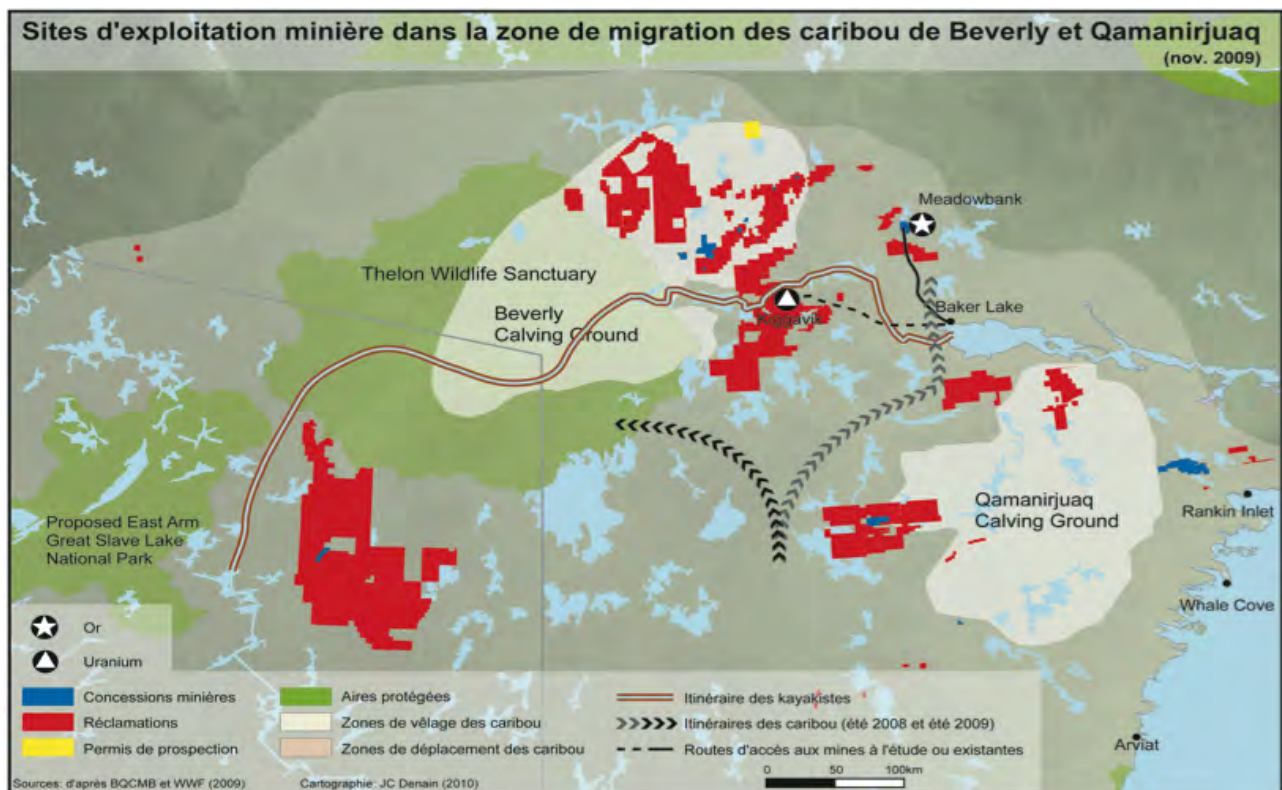 Sites d'exploitation minière dans la zone de migration des caribou de Beverly et Qamanirjuaq
(nov. 2009)
Meadowbank
Thelon Wildlife Sanctuary
Beverly
Calving Ground
Kiggavik
Baker Lake
Qamanirjuaq
Calving Ground
Rankin Inlet
Proposed East Arm
Great Slave Lake
National Park
Whale Cove
Arviat
Or
Uranium
Concessions minières
Réclamations
Permis de prospection
Aires protégées
Zones de vêlage des caribou
Zones de déplacement des caribou
Itinéraire des kayakistes
Itinéraires des caribou (été 2008 et été 2009)
Routes d'accès aux mines à l'étude ou existantes
0 50 100km
Sources: d'après BQCMB et WWF (2009)
Cartographie: JC Denain (2010)